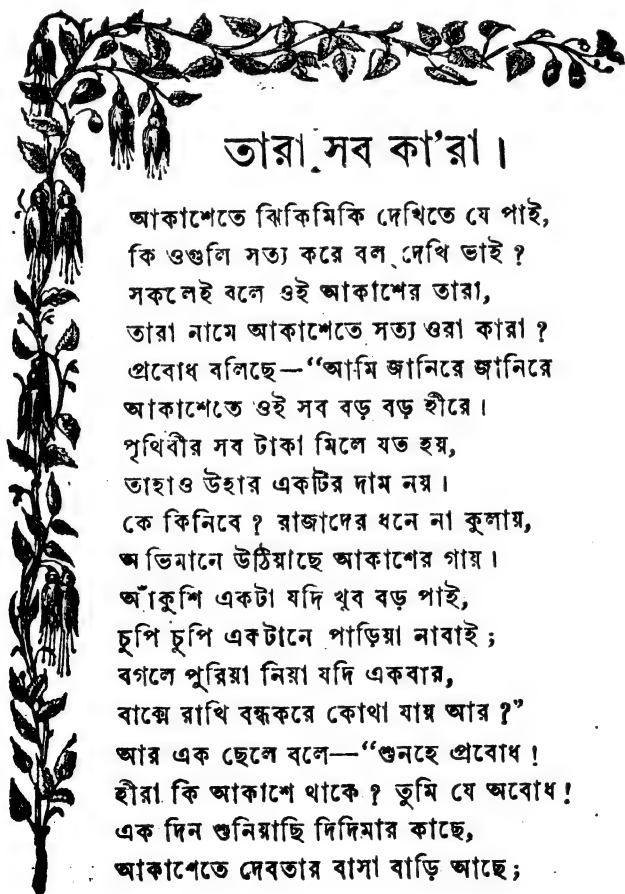 তারা সব কা'রা।
আকাশেতে ঝিকিমিকি দেখিতে যে পাই,
কি ওগুলি সত্য করে বল দেখি ভাই ?
সকলেই বলে ওই আকাশের তারা,
তারা নামে আকাশেতে সত্য ওরা কারা ?
প্রবোধ বলিছে—“আমি জানিরে জানিরে
আকাশেতে ওই সব বড় বড় হীরে।
পৃথিবীর সব টাকা মিলে যত হয়,
তাহাও উহার একটির দাম নয়।
কে কিনিবে ? রাজাদের ধনে না কুলায়,
অভিমানে উঠিয়াছে আকাশের গায়।
আঁকুশি একটা যদি খুব বড় পাই,
চুপি চুপি একটানে পাড়িয়া নাবাই ;
বগলে পুরিয়া নিয়া যদি একবার,
বাক্সে রাখি বন্ধকরে কোথা যায় আর ?”
আর এক ছেলে বলে—“শুনহে প্রবোধ !
হীরা কি আকাশে থাকে ? তুমি যে অবোধ !
এক দিন শুনিয়াছি দিদিমার কাছে,
আকাশেতে দেবতার বাসা বাড়ি আছে ;